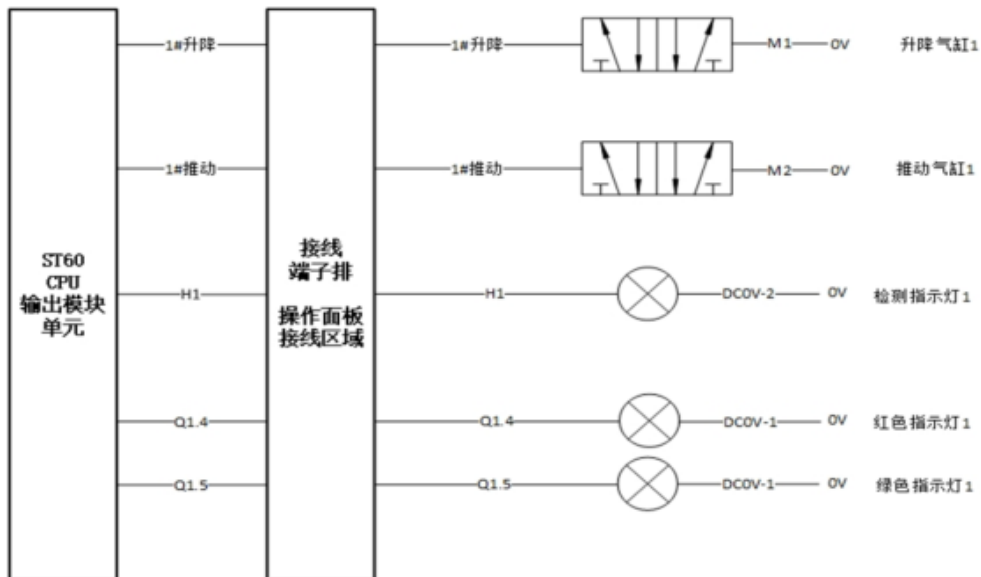 1#升降 1#升降 M1 0V 升降气缸1
1#推动 1#推动 M2 0V 推动气缸1
ST60
CPU
输出模块
单元
接线
端子排
操作面板
接线区域
H1 H1 DC0V-2 0V 检测指示灯1
Q1.4 Q1.4 DC0V-1 0V 红色指示灯1
Q1.5 Q1.5 DC0V-1 0V 绿色指示灯1